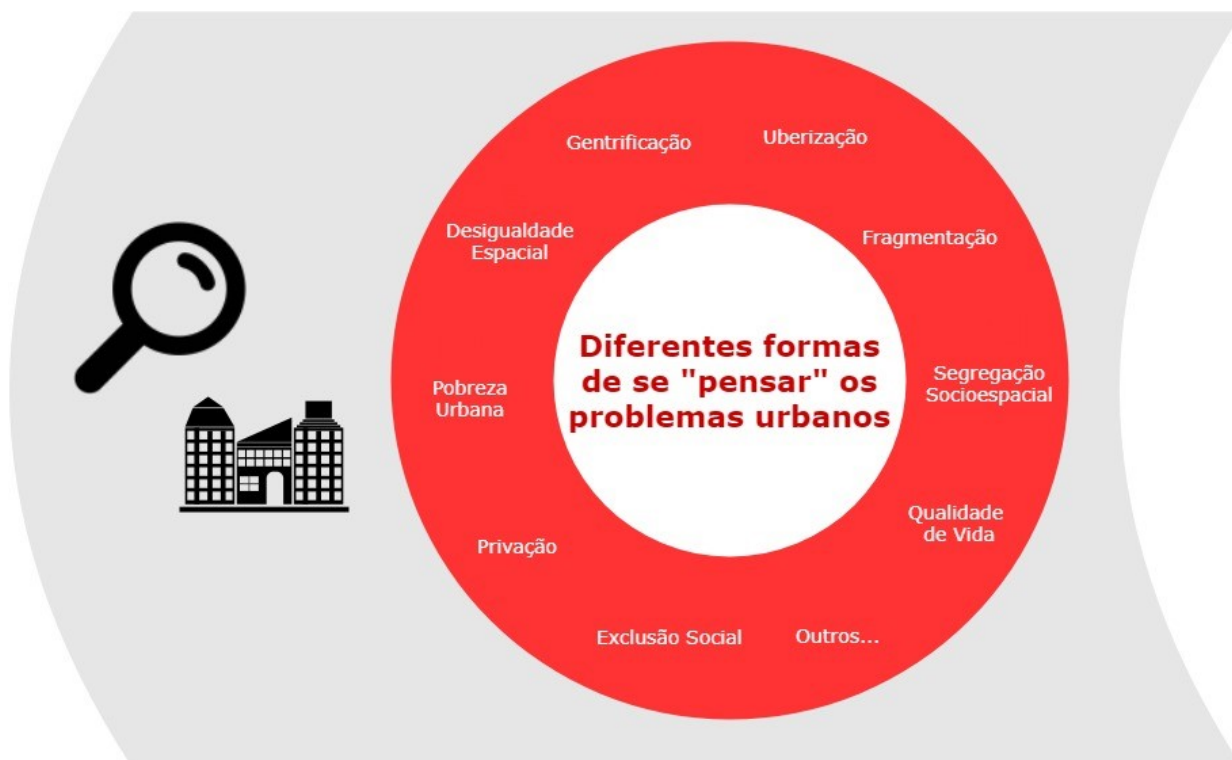 Gentrificação
Uberização
Desigualdade
Espacial
Fragmentação
Diferentes formas
de se "pensar" os
problemas urbanos
Pobreza
Urbana
Segregação
Socioespacial
Qualidade
de Vida
Privação
Exclusão Social
Outros...